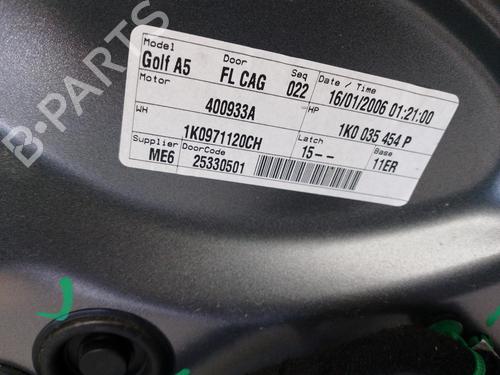 B-PARTS
Model Door Seq Date / Time
Golf A5 FL CAG 022 16/01/2006 01:21:00
Motor HP
400933A 1K0 035 454 P
WH Latch Base
1K0971120CH 15-- 11ER
Supplier DoorCode
ME6 25330501
B-PARTS